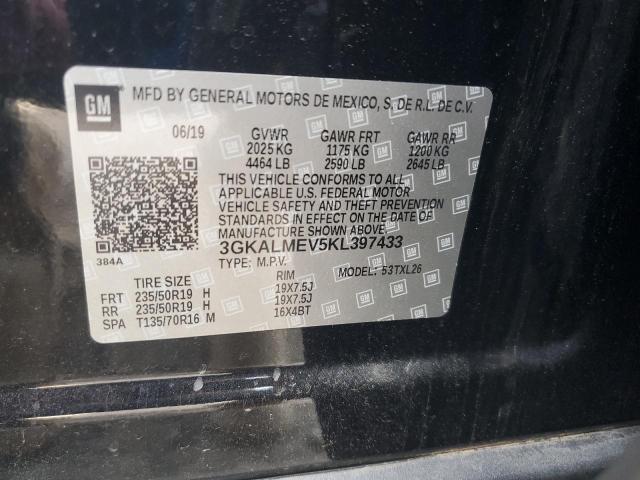 GM MFD BY GENERAL MOTORS DE MEXICO, S. DE R.L. DE C.V.
06/19 GVWR GAWR FRT GAWR RR
2025 KG 1175 KG 1200 KG
4464 LB 2590 LB 2645 LB
THIS VEHICLE CONFORMS TO ALL
APPLICABLE U.S. FEDERAL MOTOR
VEHICLE SAFETY AND THEFT
PREVENTION STANDARDS IN
EFFECT ON THE DATE OF
MANUFACTURE SHOWN ABOVE.
3GKALMEV5KL397433
384A TYPE: M.P.V. MODEL: 53TXL26
TIRE SIZE RIM
FRT 235/50R19 H 19X7.5J
RR 235/50R19 H 19X7.5J
SPA T135/70R16 M 16X4BT